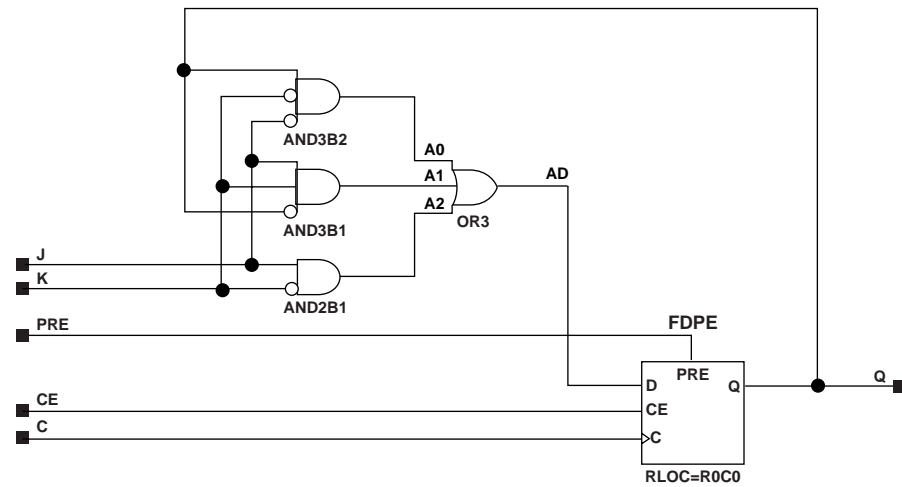 AND3B2
A0
A1
AD
A2
OR3
AND3B1
J
K
AND2B1
PRE
FDPE
PRE
D
Q
Q
CE
CE
C
C
RLOC=R0C0